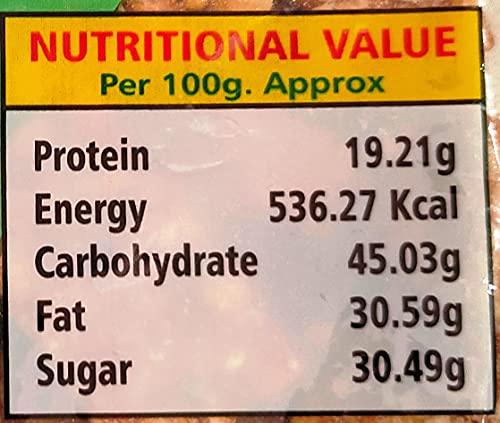 NUTRITIONAL VALUE
Per 100g. Approx
Protein 19.21g
Energy 536.27 Kcal
Carbohydrate 45.03g
Fat 30.59g
Sugar 30.49g